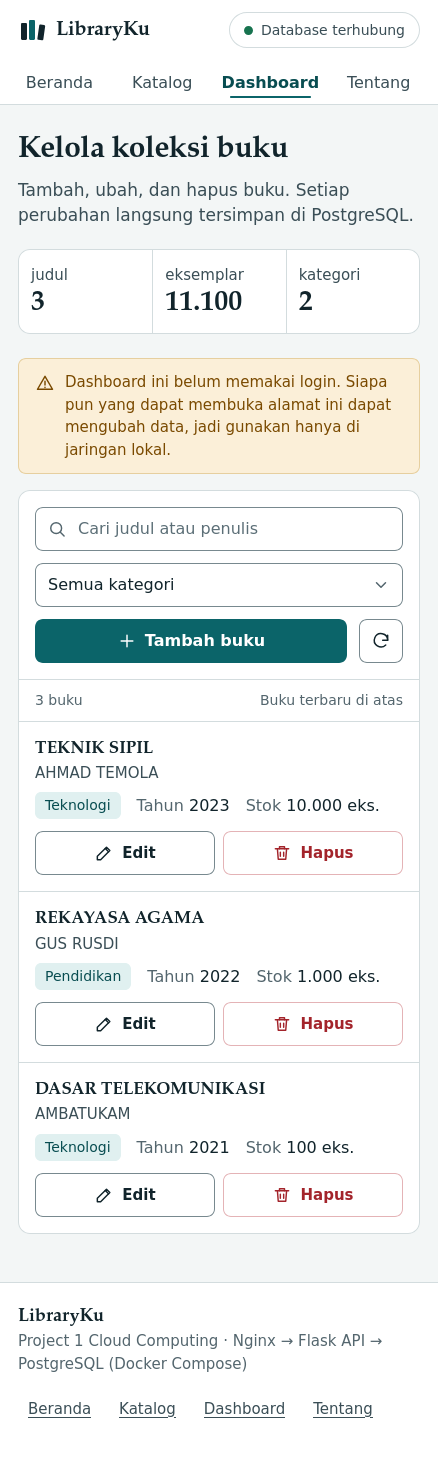 LibraryKu
Database terhubung
Beranda Katalog Dashboard Tentang
Kelola koleksi buku
Tambah, ubah, dan hapus buku. Setiap
perubahan langsung tersimpan di PostgreSQL.
judul eksemplar kategori
3 11.100 2
Dashboard ini belum memakai login. Siapa
pun yang dapat membuka alamat ini dapat
mengubah data, jadi gunakan hanya di
jaringan lokal.
Cari judul atau penulis
Semua kategori
Tambah buku
3 buku Buku terbaru di atas
TEKNIK SIPIL
AHMAD TEMOLA
Teknologi Tahun 2023 Stok 10.000 eks.
Edit Hapus
REKAYASA AGAMA
GUS RUSDI
Pendidikan Tahun 2022 Stok 1.000 eks.
Edit Hapus
DASAR TELEKOMUNIKASI
AMBATUKAM
Teknologi Tahun 2021 Stok 100 eks.
Edit Hapus
LibraryKu
Project 1 Cloud Computing · Nginx → Flask API →
PostgreSQL (Docker Compose)
Beranda Katalog Dashboard Tentang